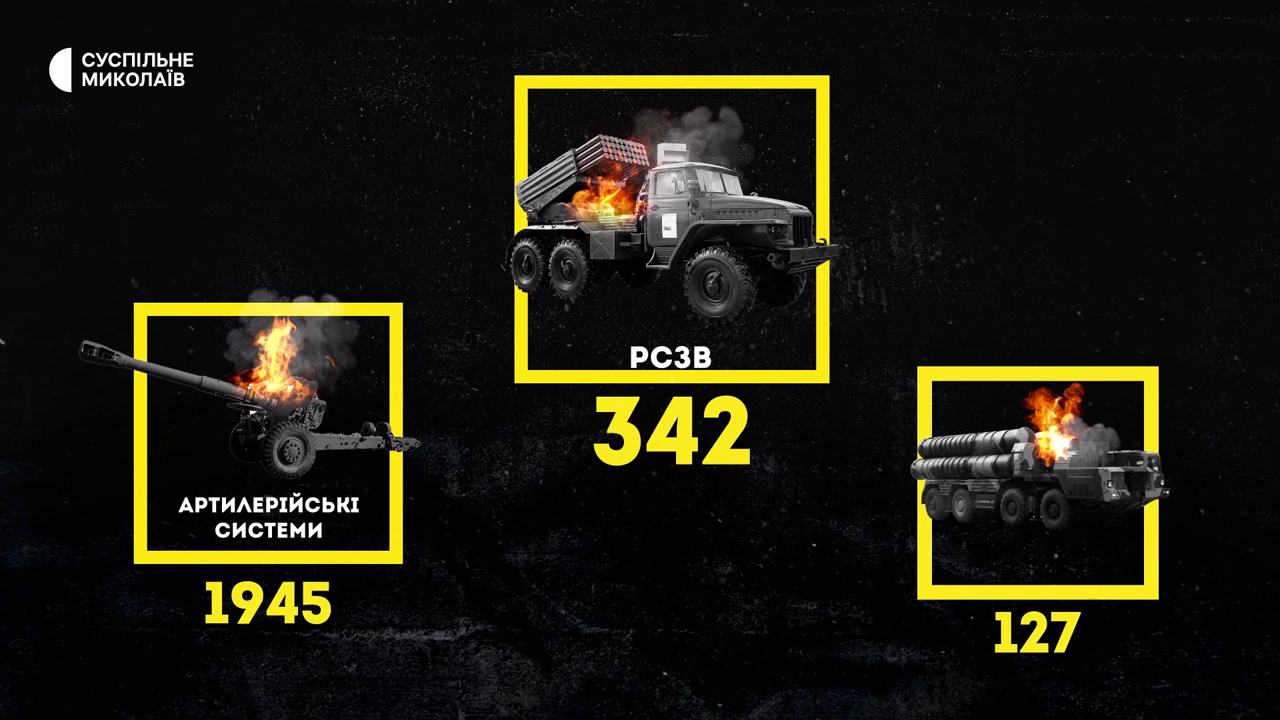 СУСПІЛЬНЕ
МИКОЛАЇВ
РСЗВ
342
АРТИЛЕРІЙСЬКІ
СИСТЕМИ
1945
127